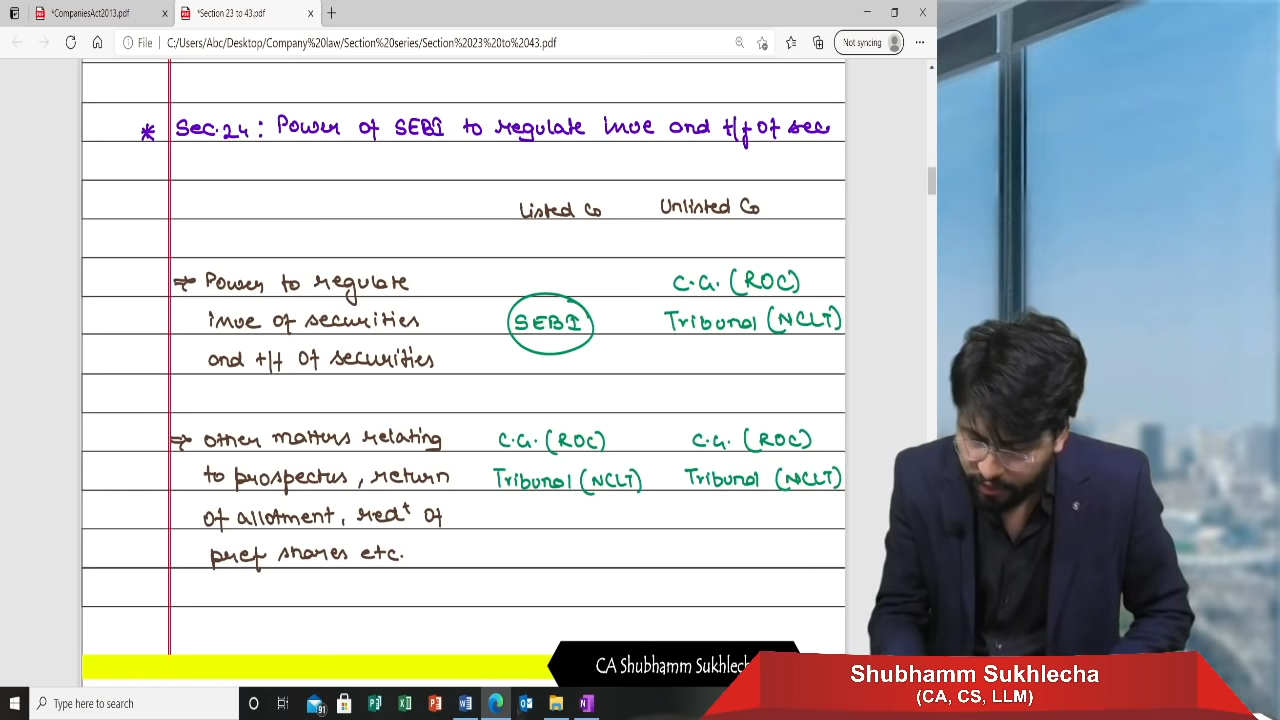 *CompaniesAct2013.pdf
*Section 23 to 43.pdf
File C:/Users/Abc/Desktop/Company%20law/Section%20series/Section%2023%20to%2043.pdf
Not syncing
* Sec.24: Power of SEBI to regulate and t/f of sec
Listed Co Unlisted Co
⇒ Power to regulate C.G. (ROC)
of securities SEBI Tribunal (NCLT)
and t/f of securities
⇒ other matters relating C.G. (ROC) C.G. (ROC)
to prospectus, return Tribunal (NCLT) Tribunal (NCLT)
of allotment, of
pref shares etc.
CA Shubhamm Sukhlech
Shubhamm Sukhlecha
(CA, CS, LLM)
Type here to search
91